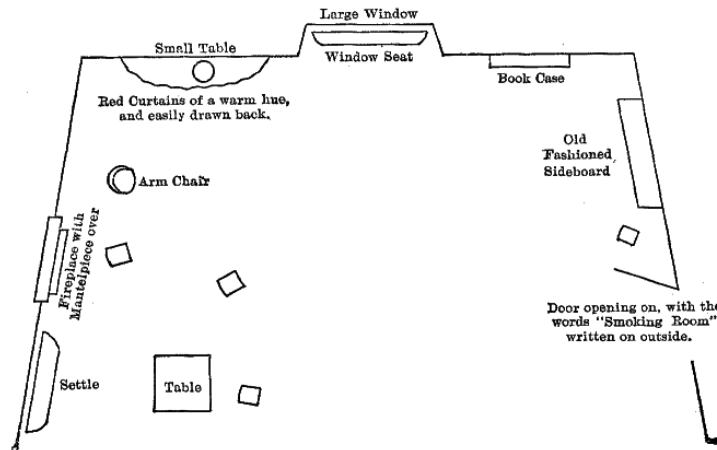 Large Window
Small Table
Window Seat
Book Case
Red Curtains of a warm hue,
and easily drawn back.
Old
Fashioned
Sideboard
Arm Chair
Fireplace with
Mantelpiece over
Door opening on, with the
words "Smoking Room"
written on outside.
Settle
Table